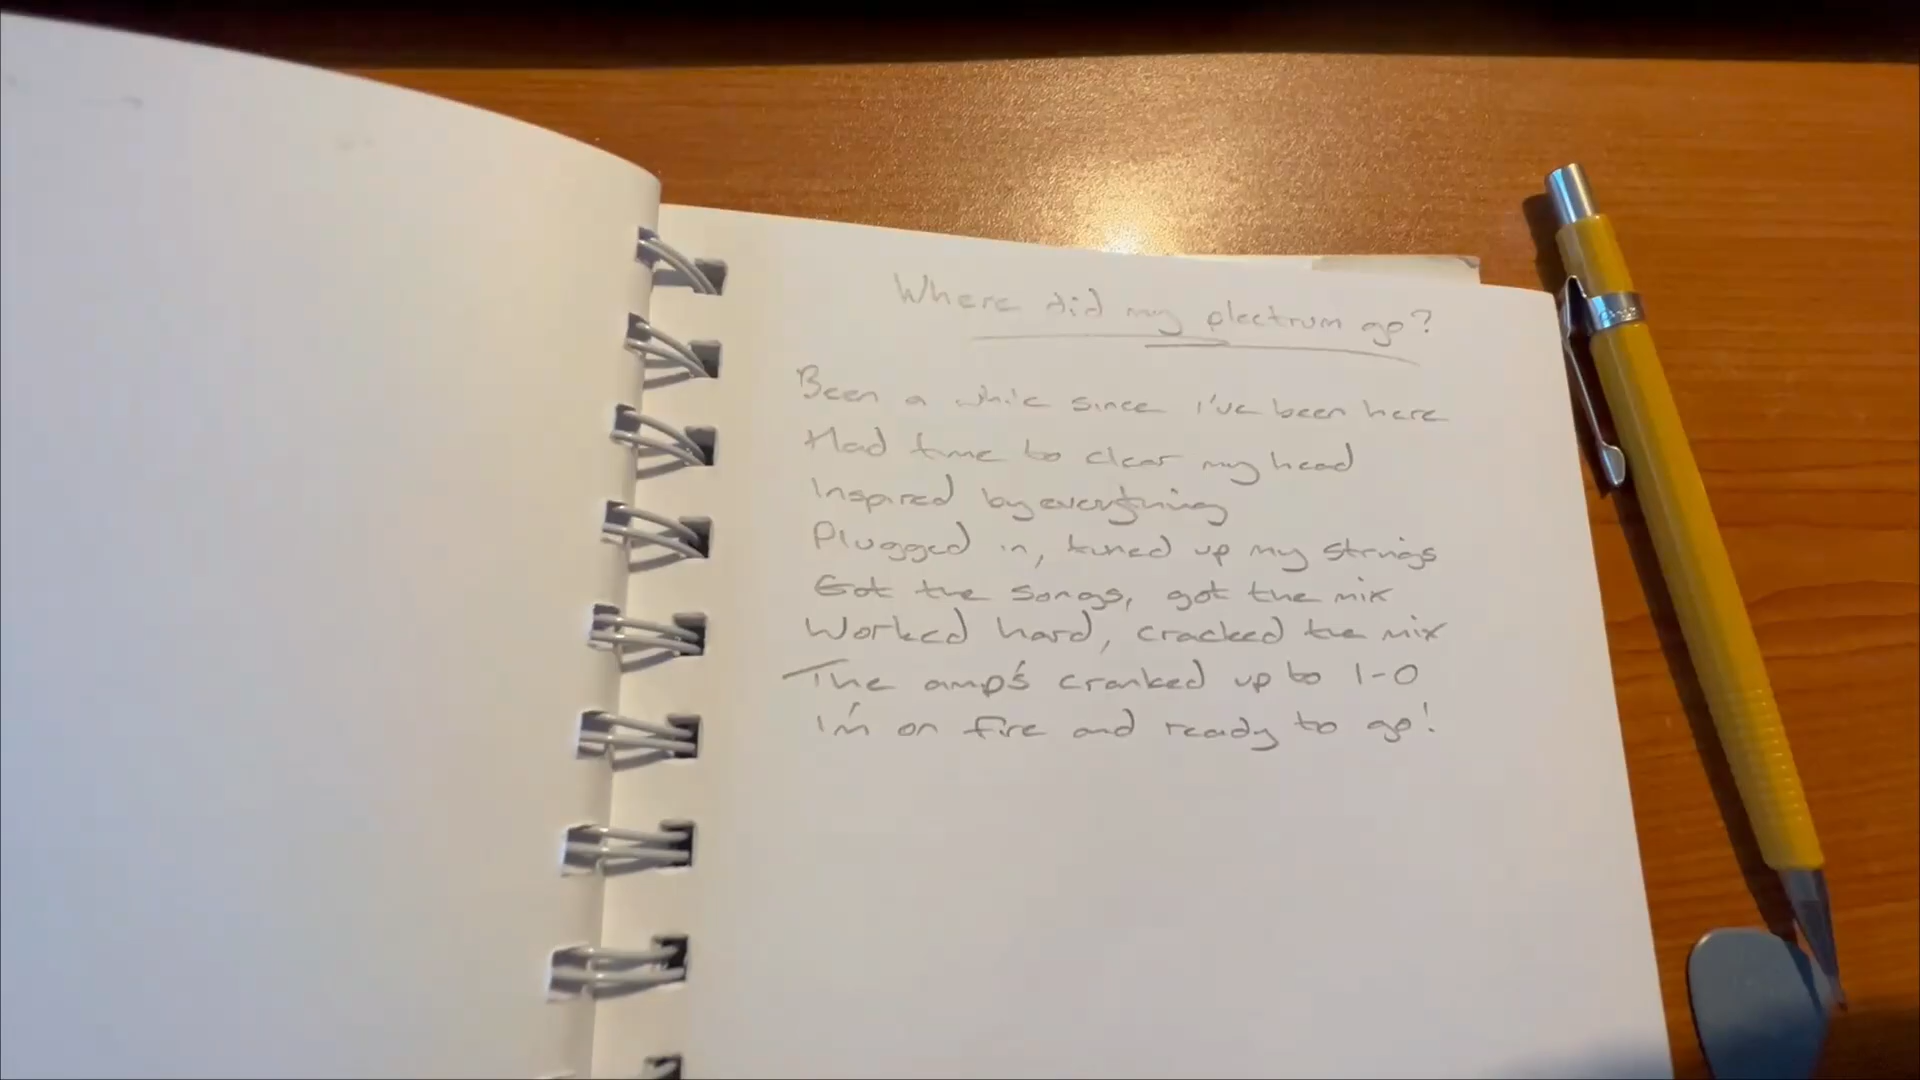 Where did my plectrum go?
Been a while since I've been here
Had time to clear my head
Inspired by everything
Plugged in, tuned up my strings
Got the songs, got the mix
Worked hard, cracked the mix
The amp's cranked up to 1-0
I'm on fire and ready to go!